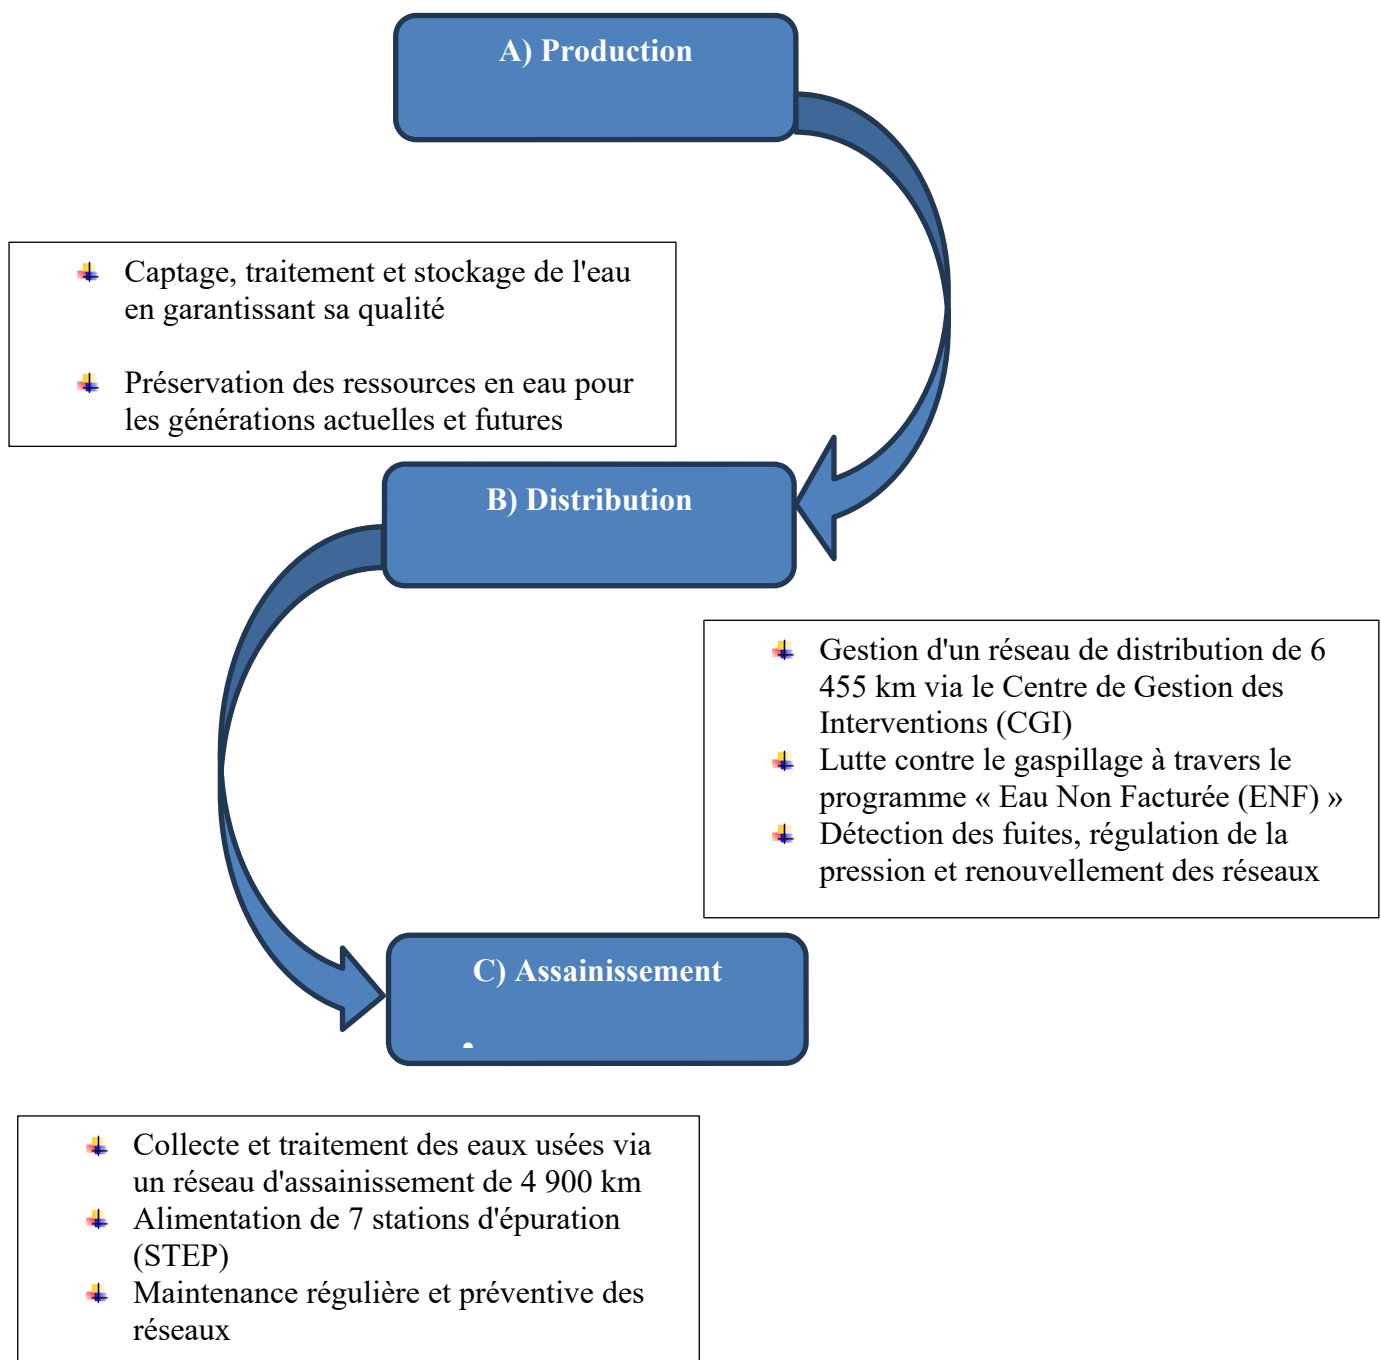 A) Production
Captage, traitement et stockage de l'eau
en garantissant sa qualité
Préservation des ressources en eau pour
les générations actuelles et futures
B) Distribution
Gestion d'un réseau de distribution de 6
455 km via le Centre de Gestion des
Interventions (CGI)
Lutte contre le gaspillage à travers le
programme « Eau Non Facturée (ENF) »
Détection des fuites, régulation de la
pression et renouvellement des réseaux
C) Assainissement
•
Collecte et traitement des eaux usées via
un réseau d'assainissement de 4 900 km
Alimentation de 7 stations d'épuration
(STEP)
Maintenance régulière et préventive des
réseaux